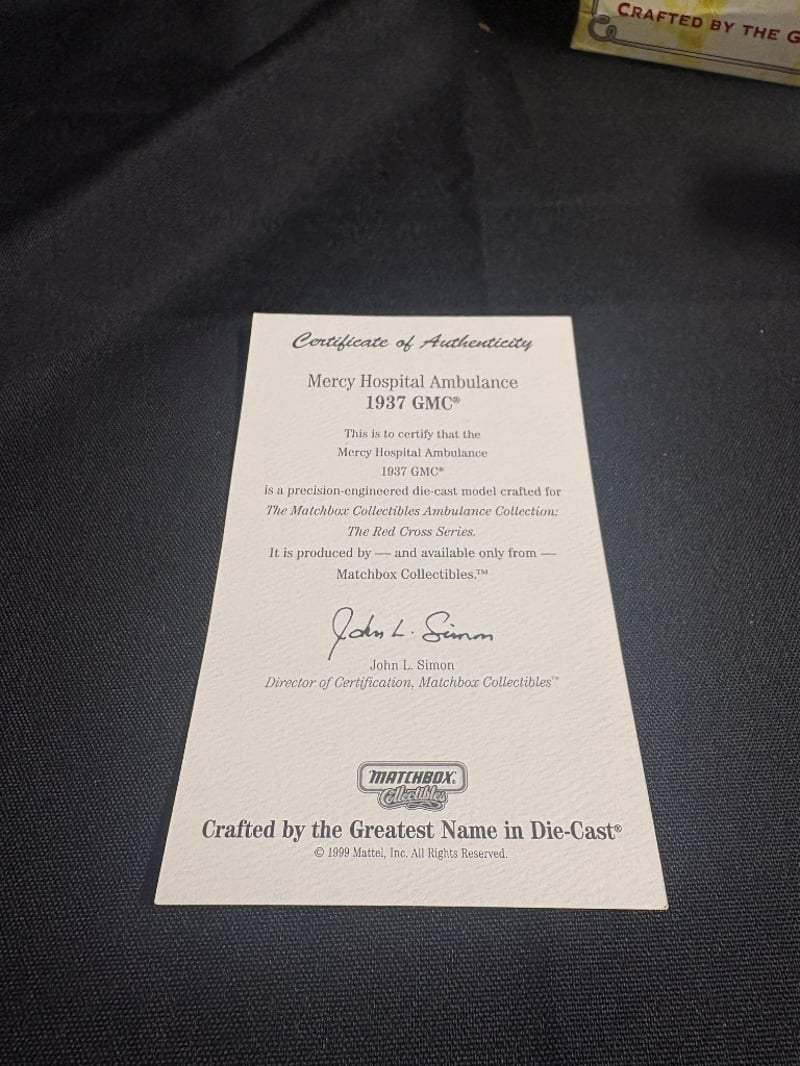 CRAFTED BY THE G
Certificate of Authenticity
Mercy Hospital Ambulance
1937 GMC®
This is to certify that the
Mercy Hospital Ambulance
1937 GMC®
is a precision-engineered die-cast model crafted for
The Matchbox Collectibles Ambulance Collection:
The Red Cross Series.
It is produced by — and available only from —
Matchbox Collectibles.™
John L. Simon
John L. Simon
Director of Certification, Matchbox Collectibles™
MATCHBOX®
Collectibles
Crafted by the Greatest Name in Die-Cast®
© 1999 Mattel, Inc. All Rights Reserved.